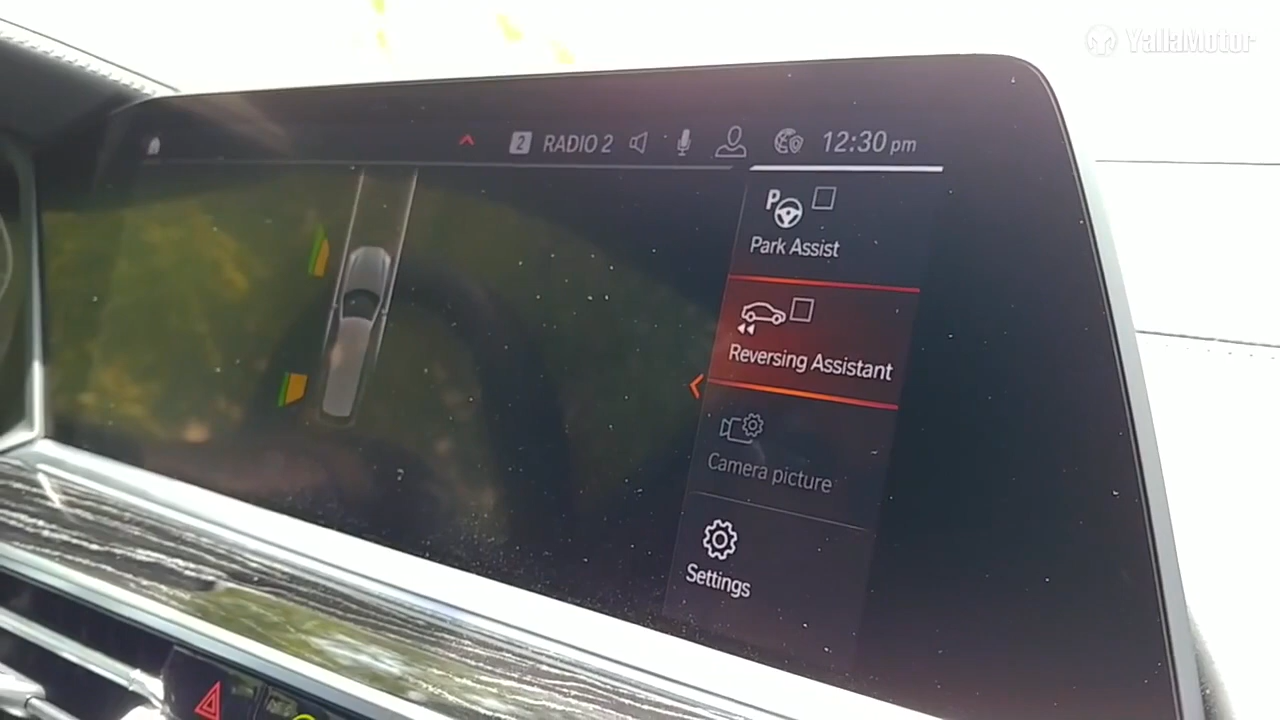 YallaMotor
2 RADIO 2 12:30 pm
P
Park Assist
Reversing Assistant
Camera picture
Settings